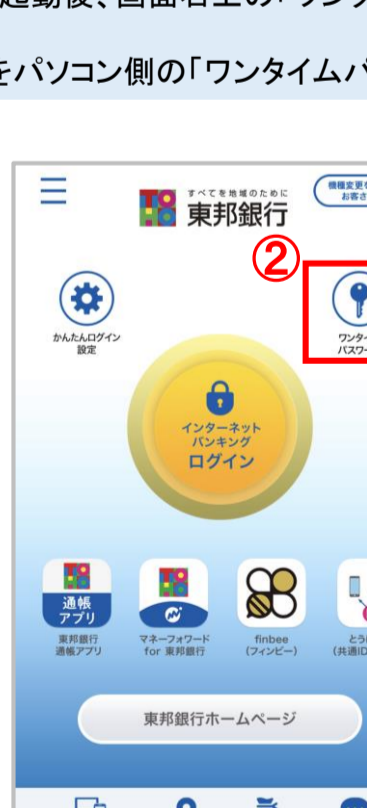 起動後、画面右上の「ワンタ
をパソコン側の「ワンタイムパ
すべてを地域のために
TO
HO
東邦銀行
機種変更を
お客さ
②
かんたんログイン
設定
ワンタイ
パスワー
インターネット
バンキング
ログイン
通帳
アプリ
東邦銀行
通帳アプリ
マネーフォワード
for 東邦銀行
finbee
(フィンビー)
とう
(共通ID
東邦銀行ホームページ